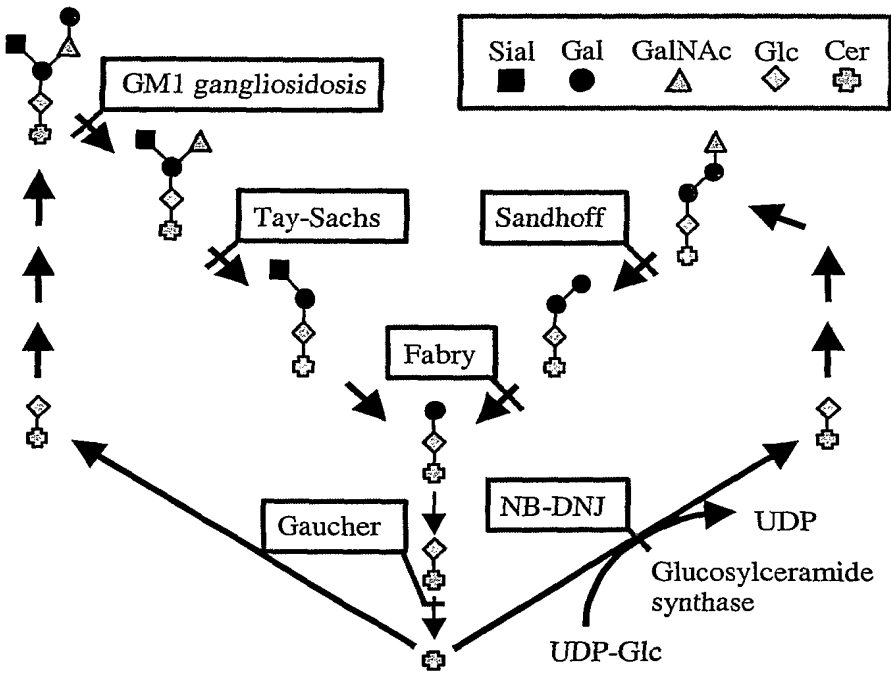 Sial Gal GalNAc Glc Cer
GM1 gangliosidosis
Tay-Sachs
Sandhoff
Fabry
Gaucher
NB-DNJ
UDP
Glucosylceramide
synthase
UDP-Glc